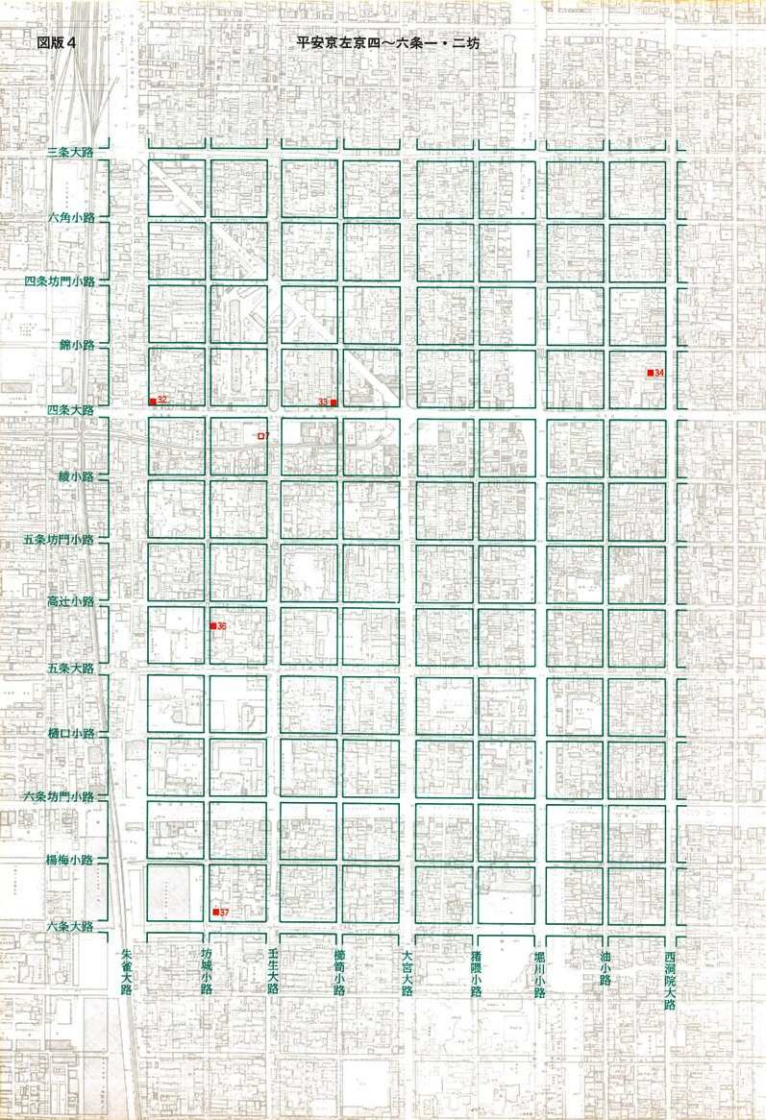 図版4
平安京左京四〜六条一・二坊
三条大路
六角小路
四条坊門小路
錦小路
四条大路
綾小路
五条坊門小路
高辻小路
五条大路
樋口小路
六条坊門小路
楊梅小路
六条大路
32
33
34
7
36
37
朱雀大路
坊城小路
壬生大路
櫛笥小路
大宮大路
猪隈小路
堀川小路
油小路
西洞院大路